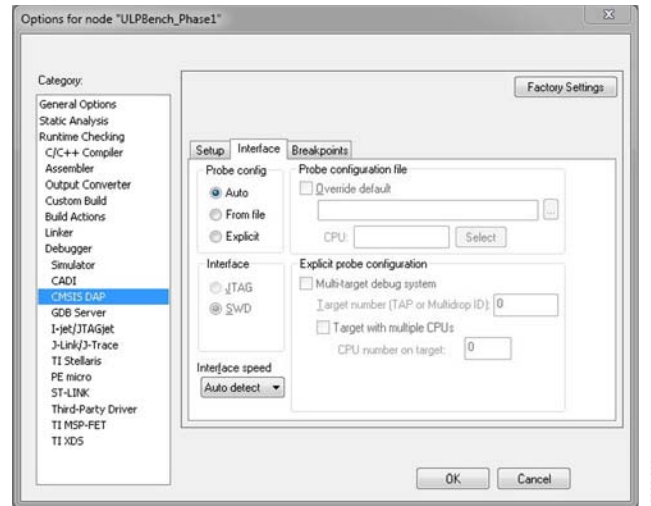 Options for node "ULPBench_Phase1"
Category:
Factory Settings
General Options
Static Analysis
Runtime Checking
C/C++ Compiler
Assembler
Output Converter
Custom Build
Build Actions
Linker
Debugger
Simulator
CADI
CMSIS DAP
GDB Server
I-jet/JTAGjet
J-Link/J-Trace
TI Stellaris
PE micro
ST-LINK
Third-Party Driver
TI MSP-FET
TI XDS
Setup Interface Breakpoints
Probe config
Auto
From file
Explicit
Probe configuration file
Override default
...
CPU: Select
Interface
JTAG
SWD
Explicit probe configuration
Multi-target debug system
Target number (TAP or Multidrop ID): 0
Target with multiple CPUs
CPU number on target: 0
Interface speed
Auto detect
OK Cancel